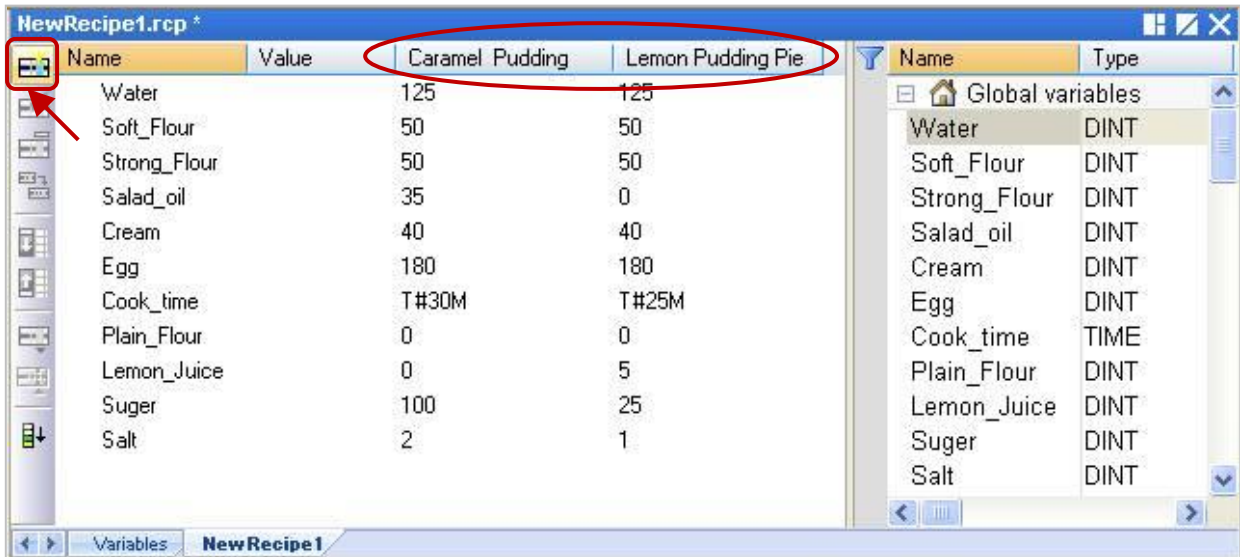 NewRecipe1.rcp *
Name Value Caramel Pudding Lemon Pudding Pie Name Type
Water 125 125 Global variables
Soft_Flour 50 50 Water DINT
Strong_Flour 50 50 Soft_Flour DINT
Salad_oil 35 0 Strong_Flour DINT
Cream 40 40 Salad_oil DINT
Egg 180 180 Cream DINT
Cook_time T#30M T#25M Egg DINT
Plain_Flour 0 0 Cook_time TIME
Lemon_Juice 0 5 Plain_Flour DINT
Suger 100 25 Lemon_Juice DINT
Salt 2 1 Suger DINT
Salt DINT
Variables NewRecipe1